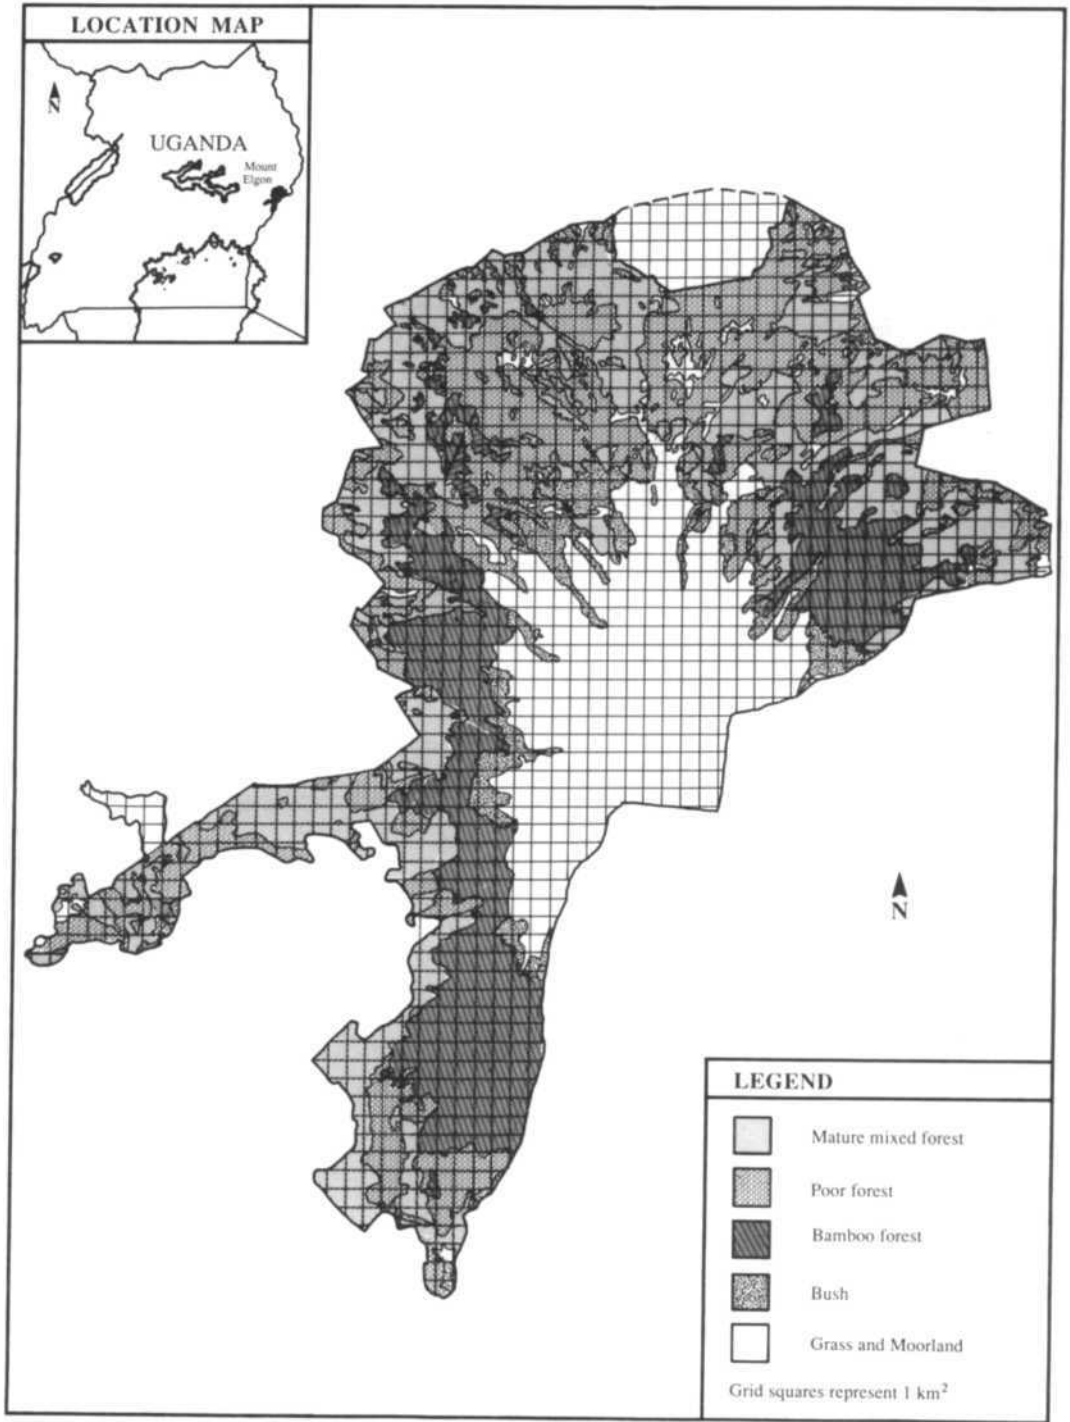 LOCATION MAP
N
UGANDA
Mount
Elgon
N
LEGEND
Mature mixed forest
Poor forest
Bamboo forest
Bush
Grass and Moorland
Grid squares represent 1 km²